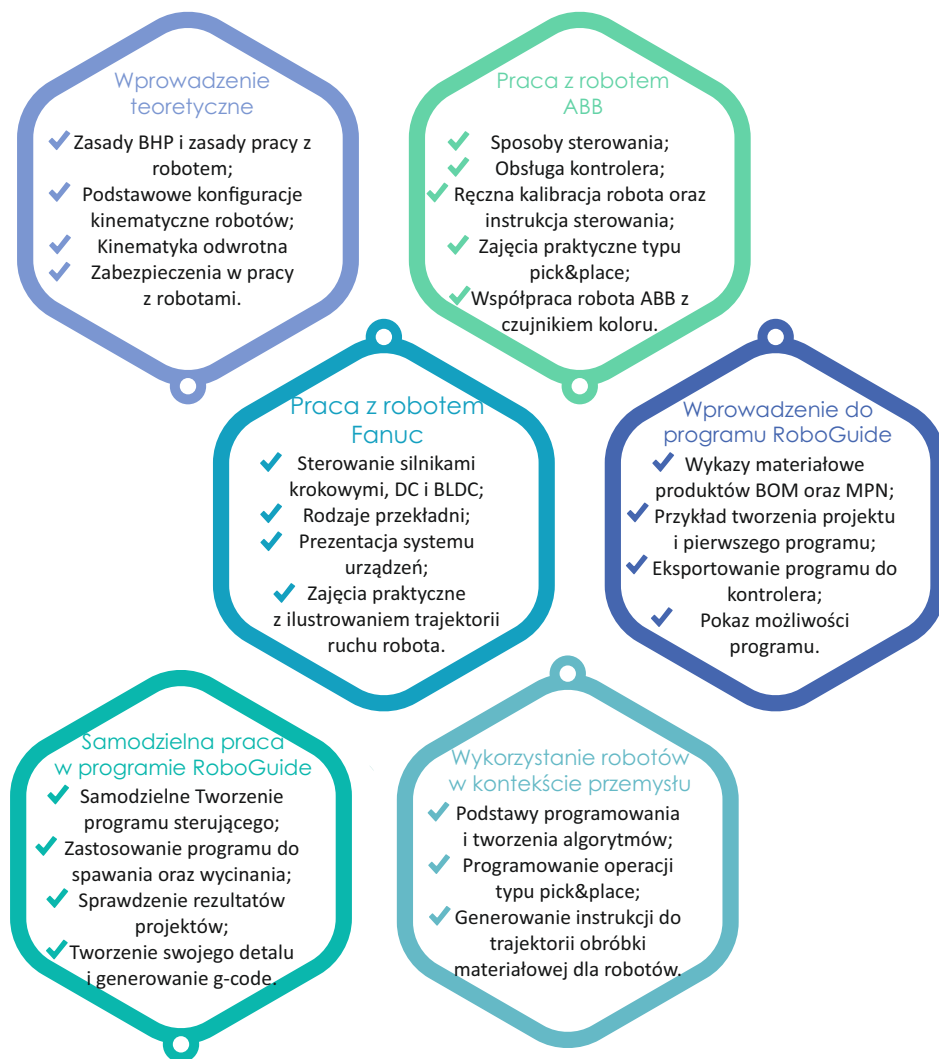 Wprowadzenie
teoretyczne
Zasady BHP i zasady pracy z
robotem;
Podstawowe konfiguracje
kinematyczne robotów;
Kinematyka odwrotna
Zabezpieczenia w pracy
z robotami.
Praca z robotem
ABB
Sposoby sterowania;
Obsługa kontrolera;
Ręczna kalibracja robota oraz
instrukcja sterowania;
Zajęcia praktyczne typu
pick&place;
Współpraca robota ABB z
czujnikiem koloru.
Praca z robotem
Fanuc
Sterowanie silnikami
krokowymi, DC i BLDC;
Rodzaje przekładni;
Prezentacja systemu
urządzeń;
Zajęcia praktyczne
z ilustrowaniem trajektorii
ruchu robota.
Wprowadzenie do
programu RoboGuide
Wykazy materiałowe
produktów BOM oraz MPN;
Przykład tworzenia projektu
i pierwszego programu;
Eksportowanie programu do
kontrolera;
Pokaz możliwości
programu.
Samodzielna praca
w programie RoboGuide
Samodzielne Tworzenie
programu sterującego;
Zastosowanie programu do
spawania oraz wycinania;
Sprawdzenie rezultatów
projektów;
Tworzenie swojego detalu
i generowanie g-code.
Wykorzystanie robotów
w kontekście przemysłu
Podstawy programowania
i tworzenia algorytmów;
Programowanie operacji
typu pick&place;
Generowanie instrukcji do
trajektorii obróbki
materiałowej dla robotów.